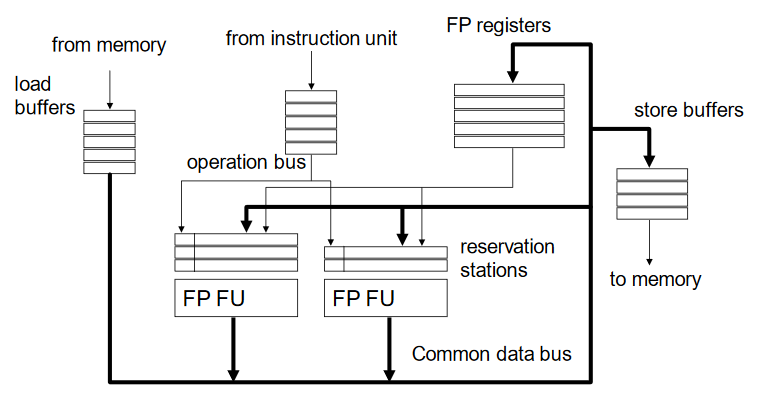 FP registers
from instruction unit
from memory
load
buffers
store buffers
operation bus
reservation
stations
to memory
FP FU
FP FU
Common data bus